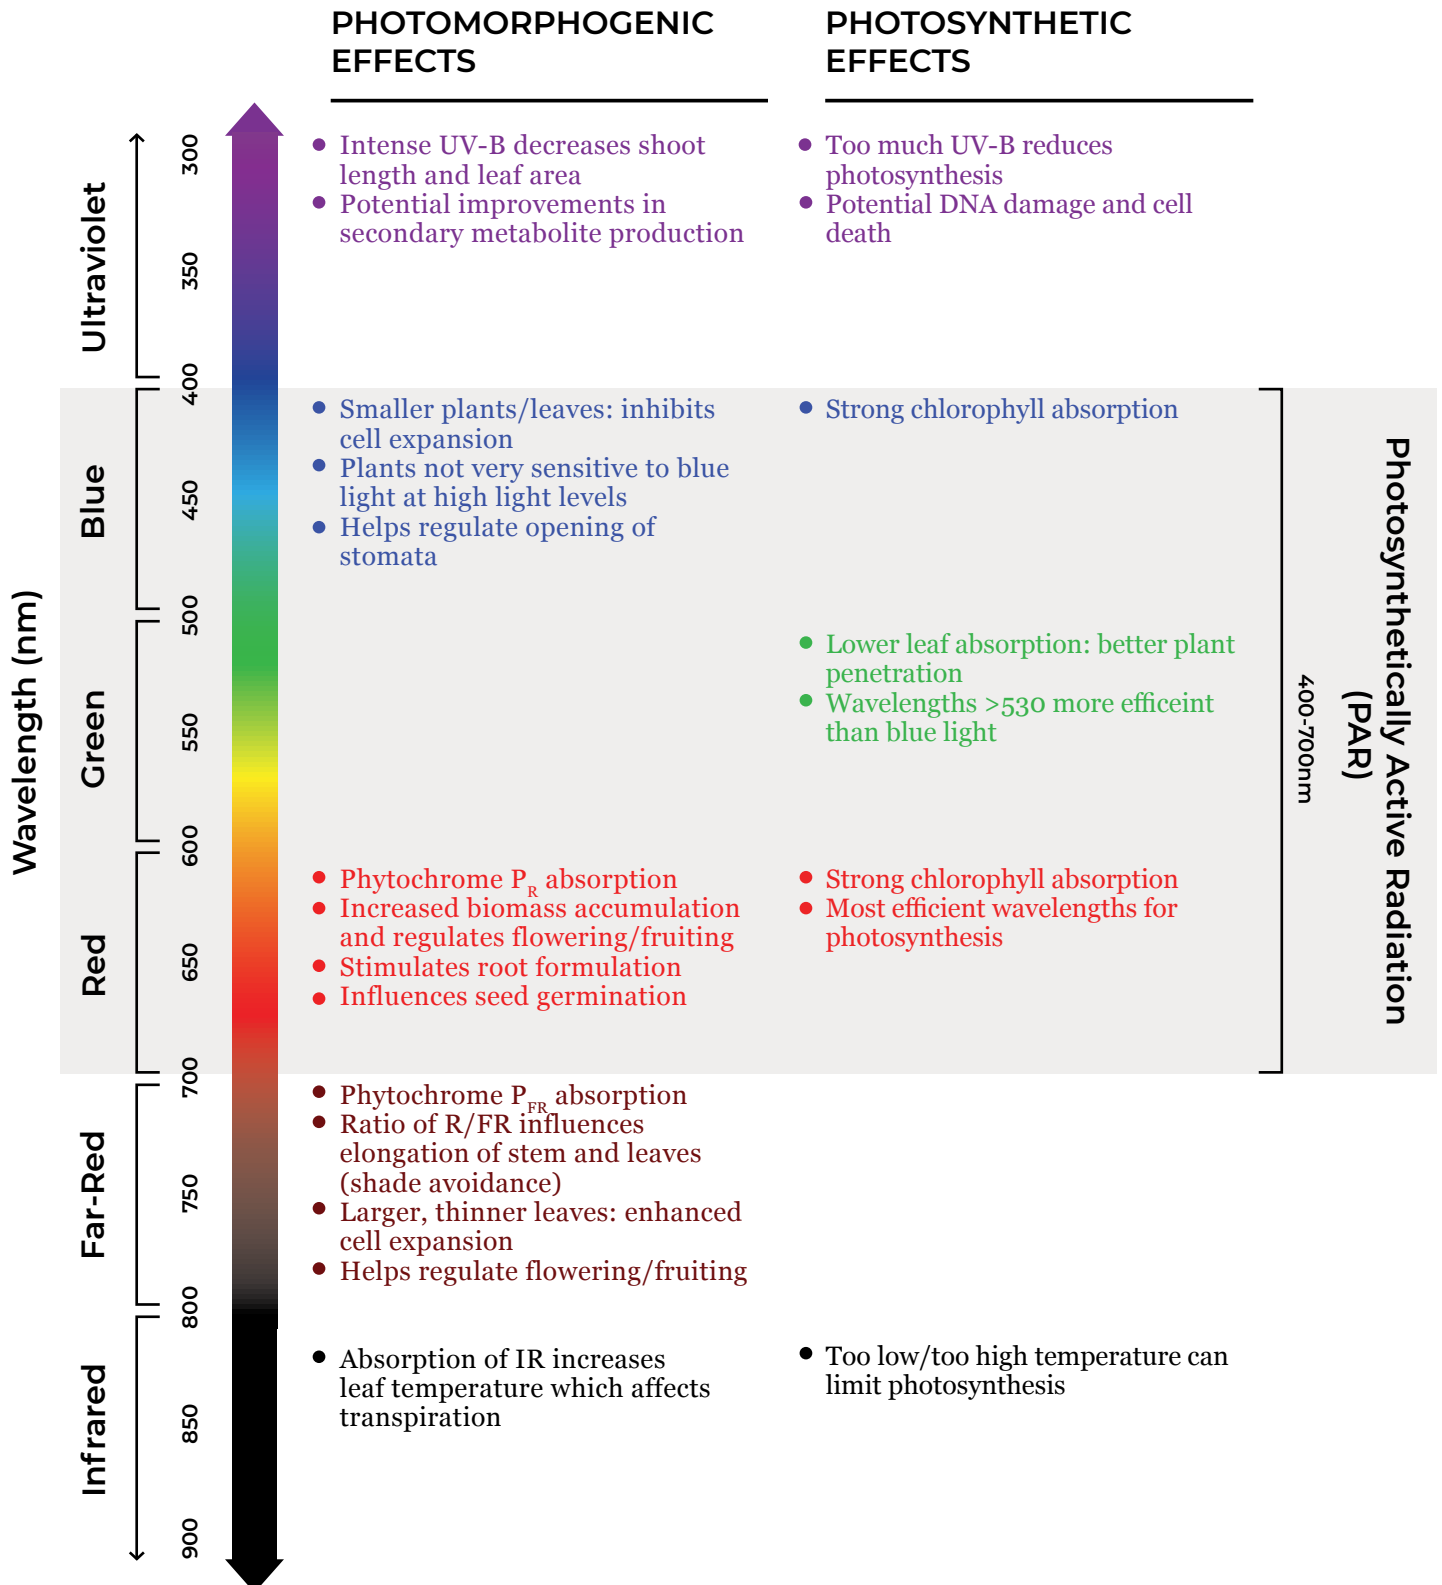 PHOTOMORPHOGENIC
EFFECTS
PHOTOSYNTHETIC
EFFECTS
Wavelength (nm)
Ultraviolet
300
350
400
Intense UV-B decreases shoot
length and leaf area
Potential improvements in
secondary metabolite production
Too much UV-B reduces
photosynthesis
Potential DNA damage and cell
death
Blue
450
500
Smaller plants/leaves: inhibits
cell expansion
Plants not very sensitive to blue
light at high light levels
Helps regulate opening of
stomata
Strong chlorophyll absorption
Green
550
600
Lower leaf absorption: better plant
penetration
Wavelengths >530 more efficeint
than blue light
Red
650
700
Phytochrome PR absorption
Increased biomass accumulation
and regulates flowering/fruiting
Stimulates root formulation
Influences seed germination
Strong chlorophyll absorption
Most efficient wavelengths for
photosynthesis
400-700nm
Photosynthetically Active Radiation
(PAR)
Far-Red
750
800
Phytochrome PFR absorption
Ratio of R/FR influences
elongation of stem and leaves
(shade avoidance)
Larger, thinner leaves: enhanced
cell expansion
Helps regulate flowering/fruiting
Infrared
850
900
Absorption of IR increases
leaf temperature which affects
transpiration
Too low/too high temperature can
limit photosynthesis